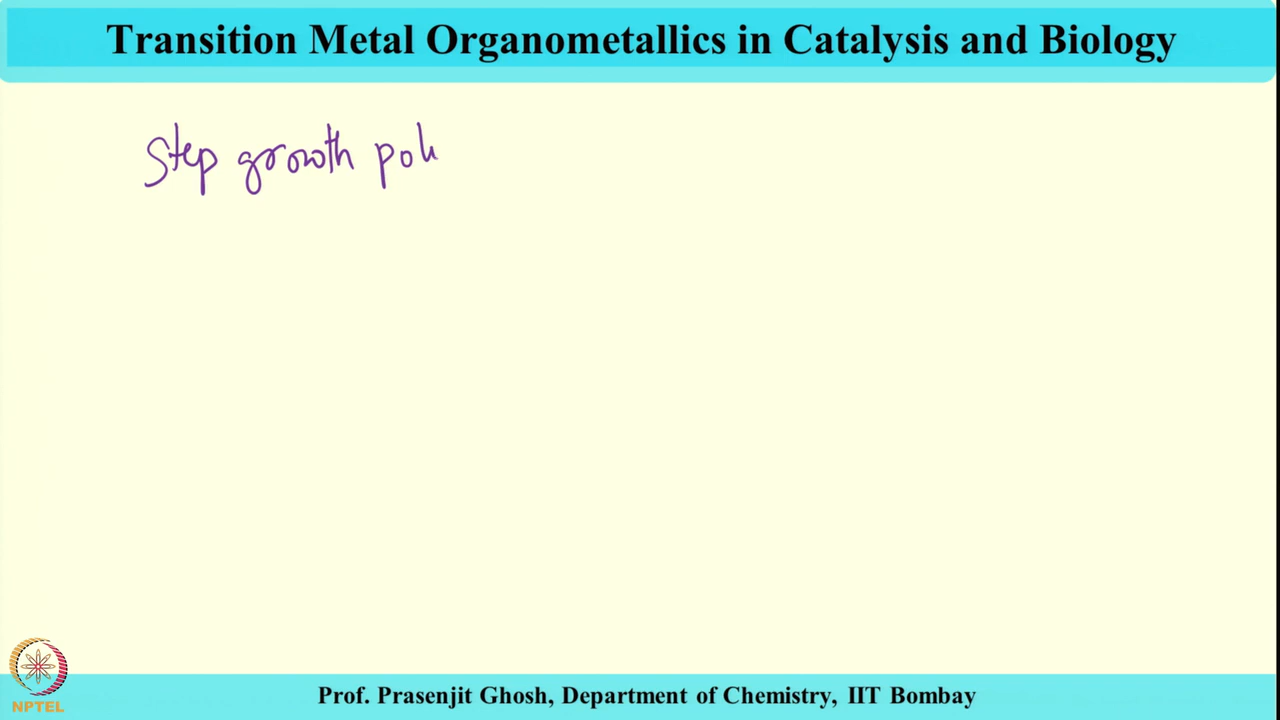 Transition Metal Organometallics in Catalysis and Biology
Step growth pol
Prof. Prasenjit Ghosh, Department of Chemistry, IIT Bombay
NPTEL